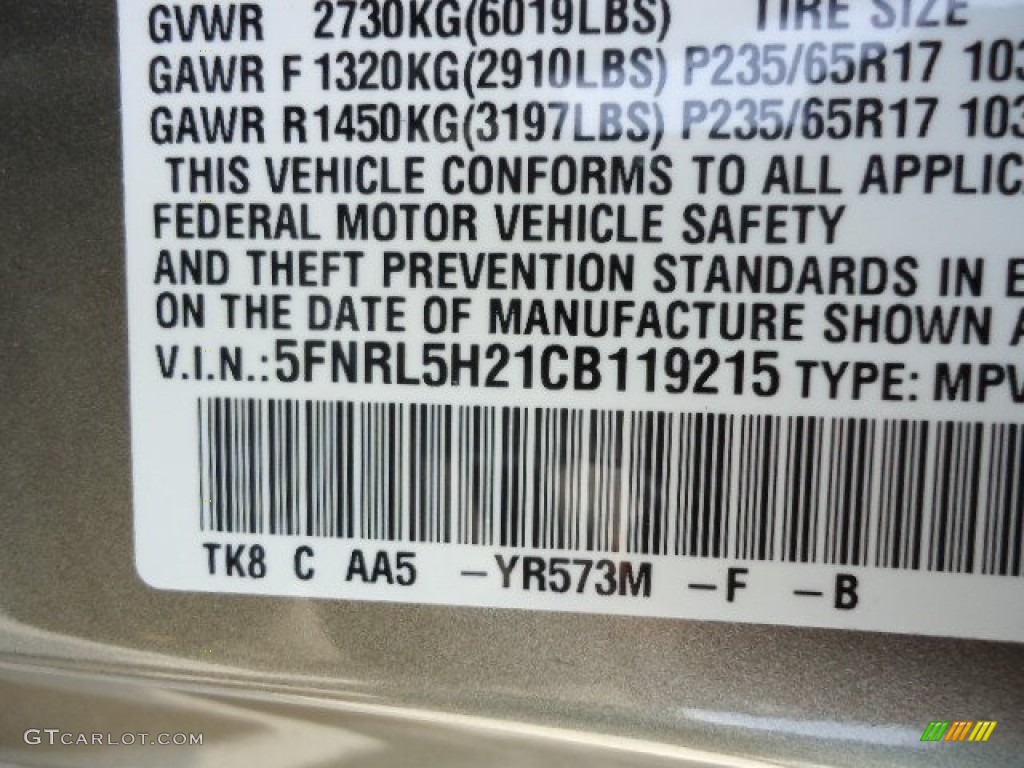 GVWR 2730KG(6019LBS) TIRE SIZE
GAWR F 1320KG(2910LBS) P235/65R17 103
GAWR R1450KG(3197LBS) P235/65R17 103
THIS VEHICLE CONFORMS TO ALL APPLIC
FEDERAL MOTOR VEHICLE SAFETY
AND THEFT PREVENTION STANDARDS IN E
ON THE DATE OF MANUFACTURE SHOWN A
V.I.N.:5FNRL5H21CB119215 TYPE: MPV
TK8 C AA5 –YR573M –F –B
GTCARLOT.COM